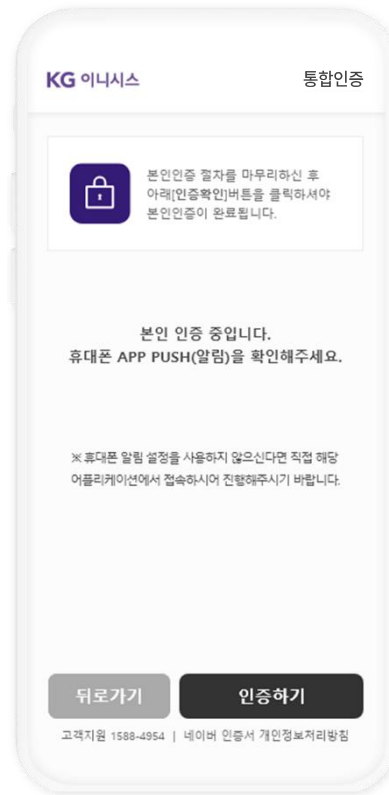 KG 이니시스 통합인증
본인인증 절차를 마무리하신 후
아래[인증확인]버튼을 클릭하셔야
본인인증이 완료됩니다.
본인 인증 중입니다.
휴대폰 APP PUSH(알림)을 확인해주세요.
※ 휴대폰 알림 설정을 사용하지 않으신다면 직접 해당
어플리케이션에서 접속하시어 진행해주시기 바랍니다.
뒤로가기 인증하기
고객지원 1588-4954 | 네이버 인증서 개인정보처리방침